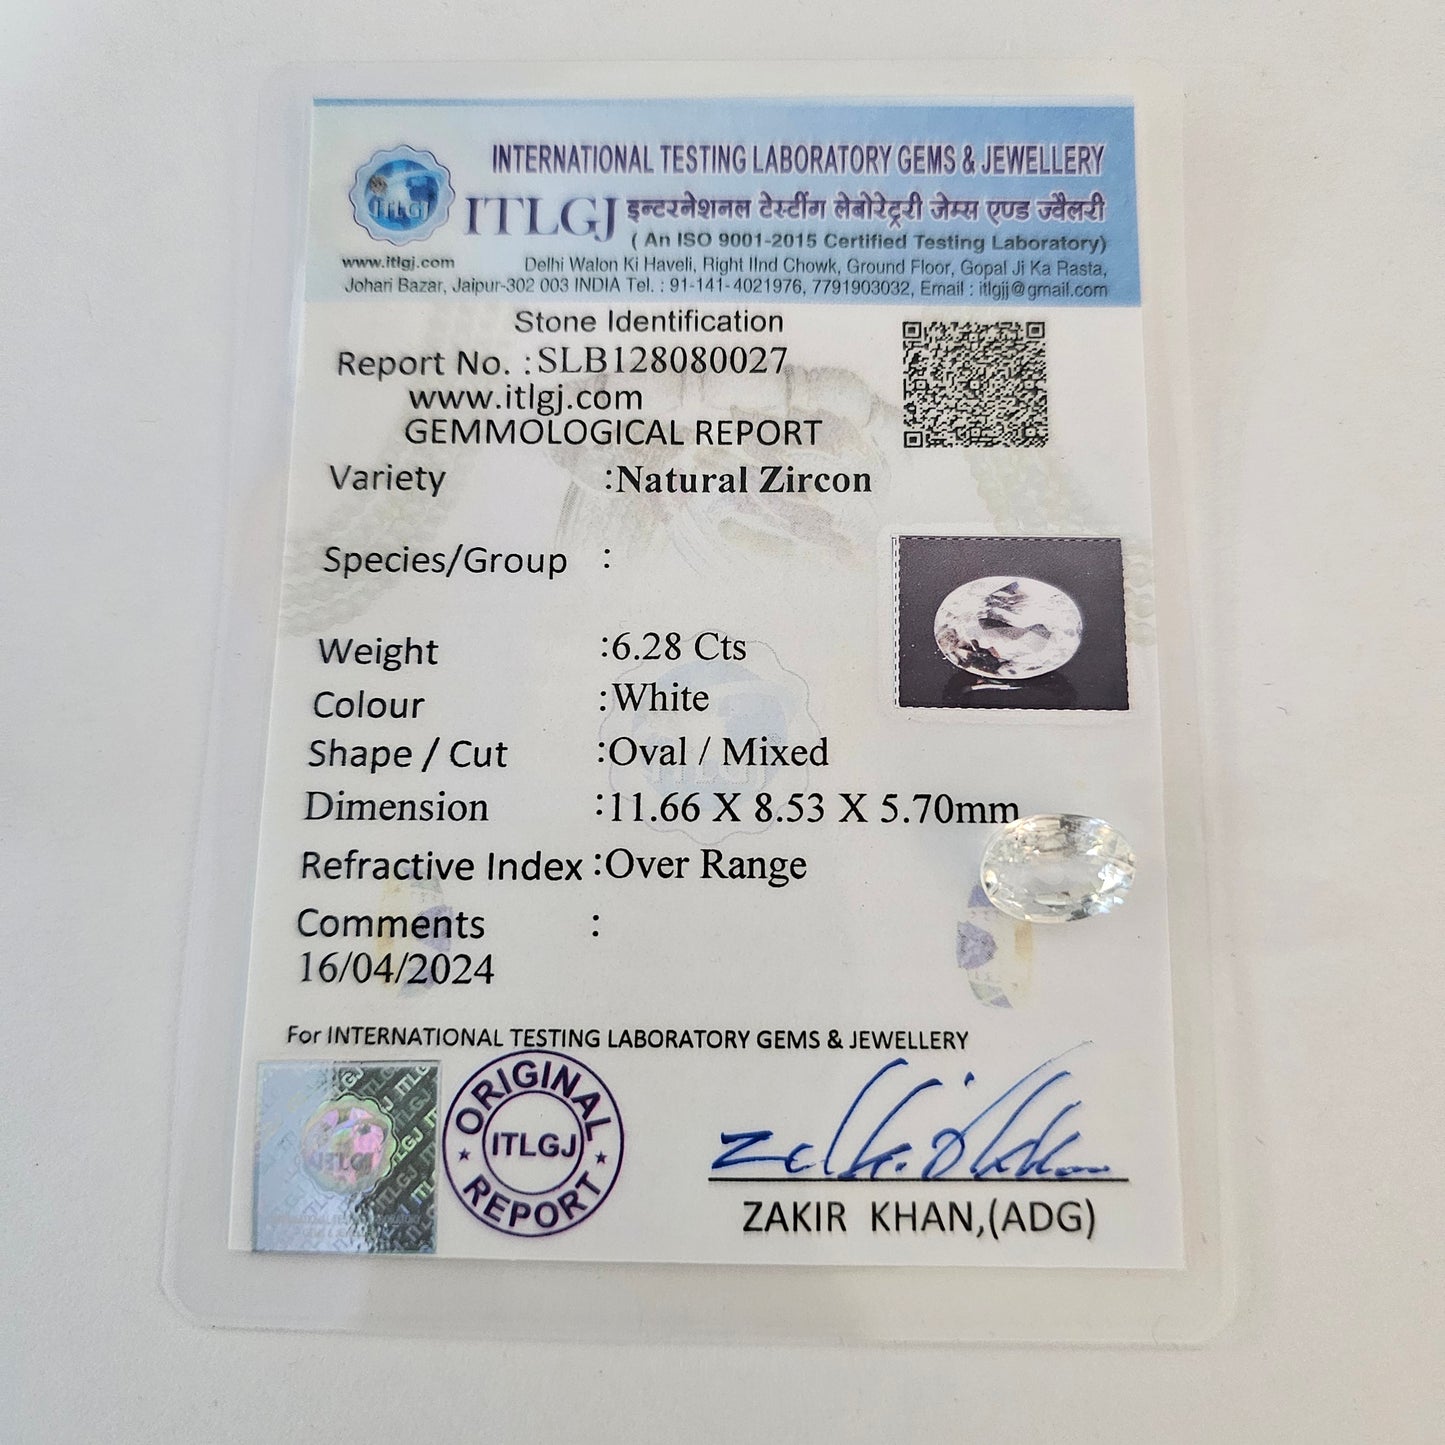 INTERNATIONAL TESTING LABORATORY GEMS & JEWELLERY
ITLGJ
ITLGJ इन्टरनेशनल टेस्टींग लेबोरेट्ररी जेम्स एण्ड ज्वैलरी
( An ISO 9001-2015 Certified Testing Laboratory)
www.itlgj.com Delhi Walon Ki Haveli, Right IInd Chowk, Ground Floor, Gopal Ji Ka Rasta,
Johari Bazar, Jaipur-302 003 INDIA Tel. : 91-141-4021976, 7791903032, Email : itlgjj@gmail.com
Stone Identification
Report No. :SLB128080027
www.itlgj.com
GEMMOLOGICAL REPORT
Variety :Natural Zircon
Species/Group :
Weight :6.28 Cts
Colour :White
Shape / Cut :Oval / Mixed
Dimension :11.66 X 8.53 X 5.70mm
Refractive Index :Over Range
Comments :
16/04/2024
For INTERNATIONAL TESTING LABORATORY GEMS & JEWELLERY
ORIGINAL
ITLGJ
REPORT
ZAKIR KHAN,(ADG)